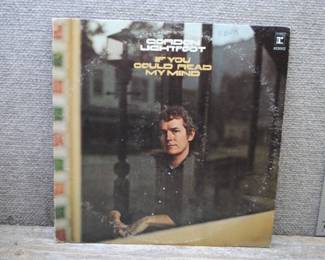 GORDON
LIGHTFOOT
IF YOU
COULD READ
MY MIND